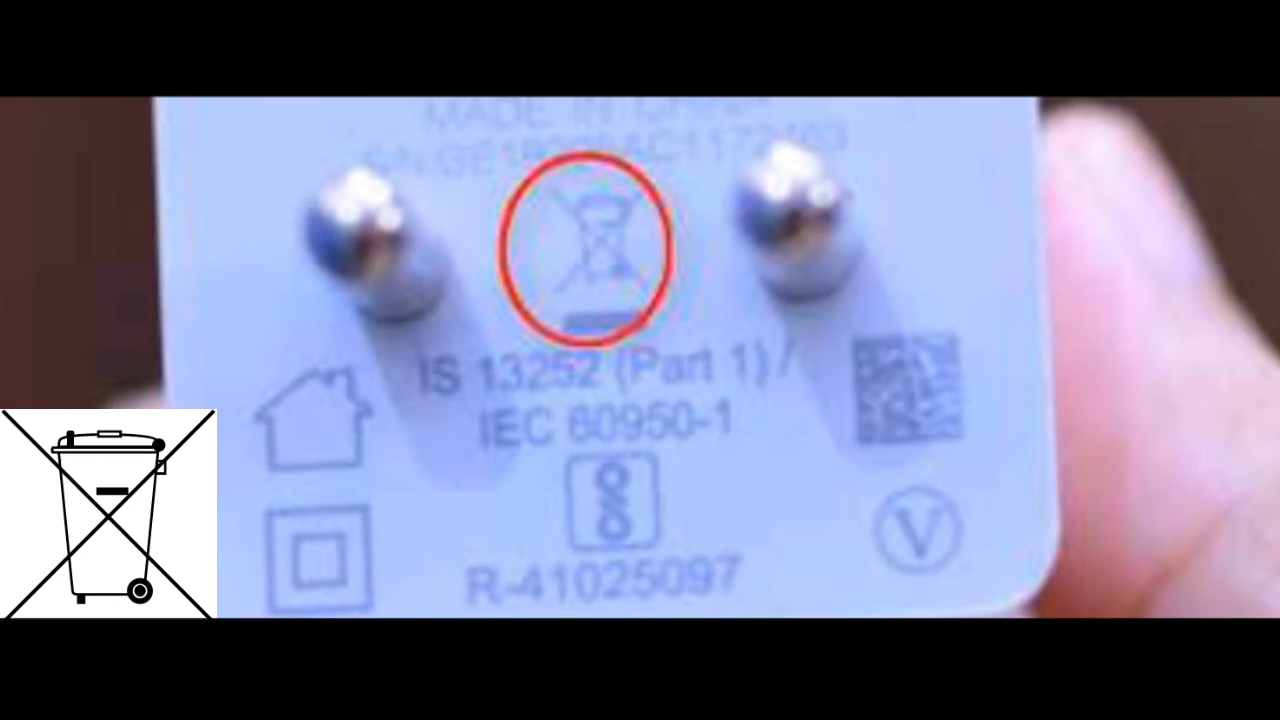 MADE IN CHINA
IS 13252 (Part 1) /
IEC 60950-1
R-41025097
V